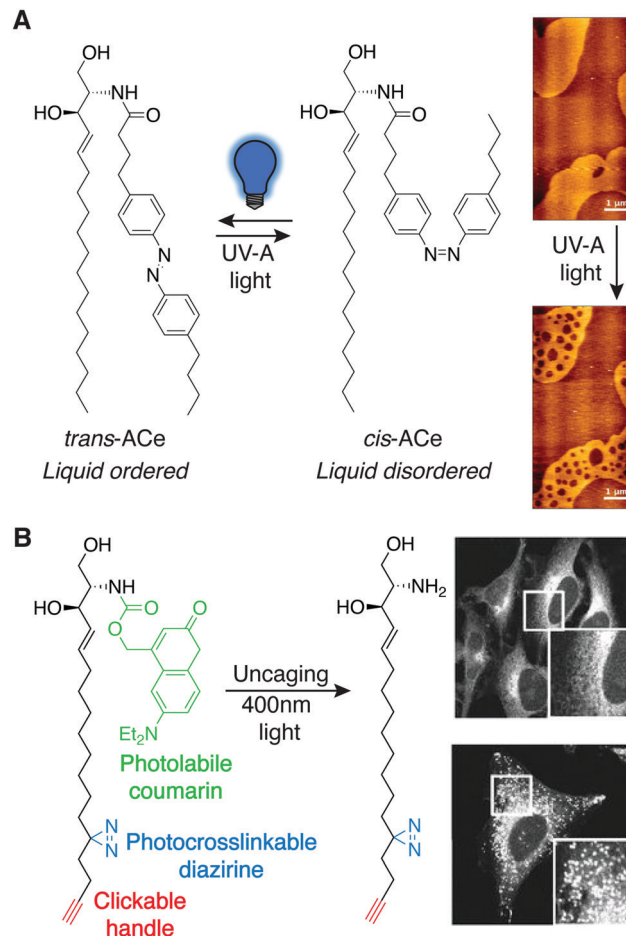 A
OH
HO
N
H
O
N
N
trans-ACe
Liquid ordered
UV-A
light
OH
HO
NH
O
N=N
cis-ACe
Liquid disordered
1 μm
UV-A
light
1 μm
B
OH
HO
NH
O
O
O
Et₂N
Photolabile
coumarin
N
N
Photocrosslinkable
diazirine
Clickable
handle
Uncaging
400nm
light
OH
HO
NH₂
N
N